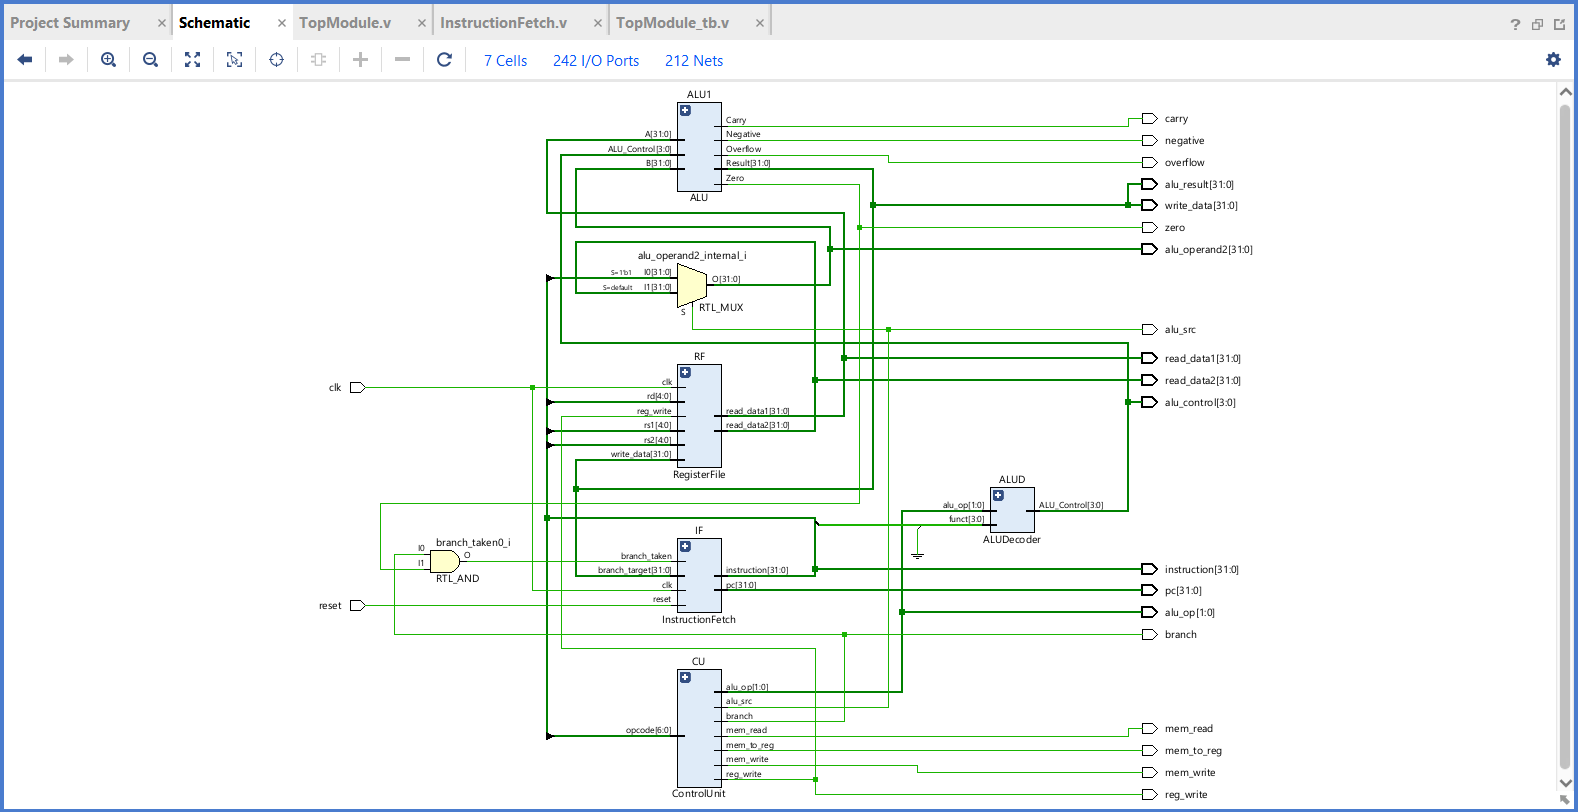 Project Summary × Schematic × TopModule.v × InstructionFetch.v × TopModule_tb.v ×
?
7 Cells 242 I/O Ports 212 Nets
ALU1
A[31:0]
ALU_Control[3:0]
B[31:0]
Carry
Negative
Overflow
Result[31:0]
Zero
ALU
carry
negative
overflow
alu_result[31:0]
write_data[31:0]
zero
alu_operand2[31:0]
alu_operand2_internal_i
S=1'b1 I0[31:0]
S=default I1[31:0]
O[31:0]
S
RTL_MUX
alu_src
read_data1[31:0]
read_data2[31:0]
alu_control[3:0]
RF
clk
clk
rd[4:0]
reg_write
rs1[4:0]
rs2[4:0]
write_data[31:0]
read_data1[31:0]
read_data2[31:0]
RegisterFile
ALUD
alu_op[1:0]
funct[3:0]
ALU_Control[3:0]
ALUDecoder
branch_taken0_i
I0
I1
O
RTL_AND
IF
branch_taken
branch_target[31:0]
clk
reset
instruction[31:0]
pc[31:0]
InstructionFetch
reset
instruction[31:0]
pc[31:0]
alu_op[1:0]
branch
CU
opcode[6:0]
alu_op[1:0]
alu_src
branch
mem_read
mem_to_reg
mem_write
reg_write
ControlUnit
mem_read
mem_to_reg
mem_write
reg_write